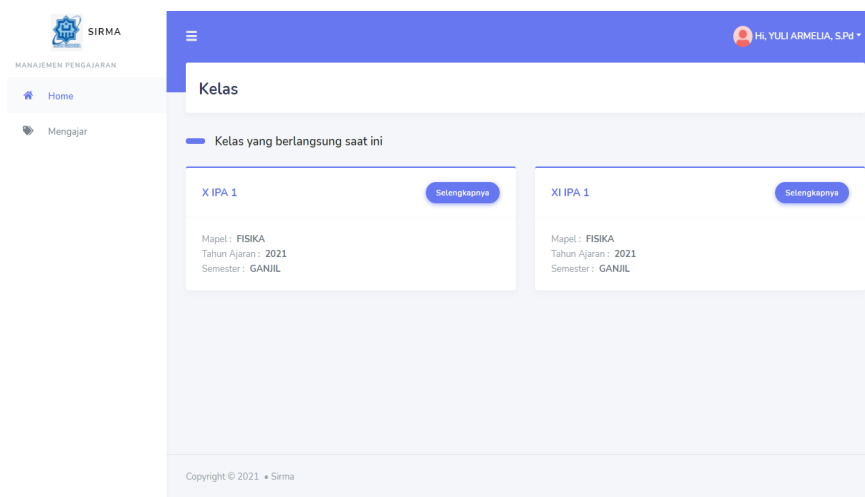 SIRMA
MANAJEMEN PENGAJARAN
Home
Mengajar
Hi, YULI ARMELIA, S.Pd
Kelas
Kelas yang berlangsung saat ini
X IPA 1
Selengkapnya
Mapel : FISIKA
Tahun Ajaran : 2021
Semester : GANJIL
XI IPA 1
Selengkapnya
Mapel : FISIKA
Tahun Ajaran : 2021
Semester : GANJIL
Copyright © 2021 • Sirma